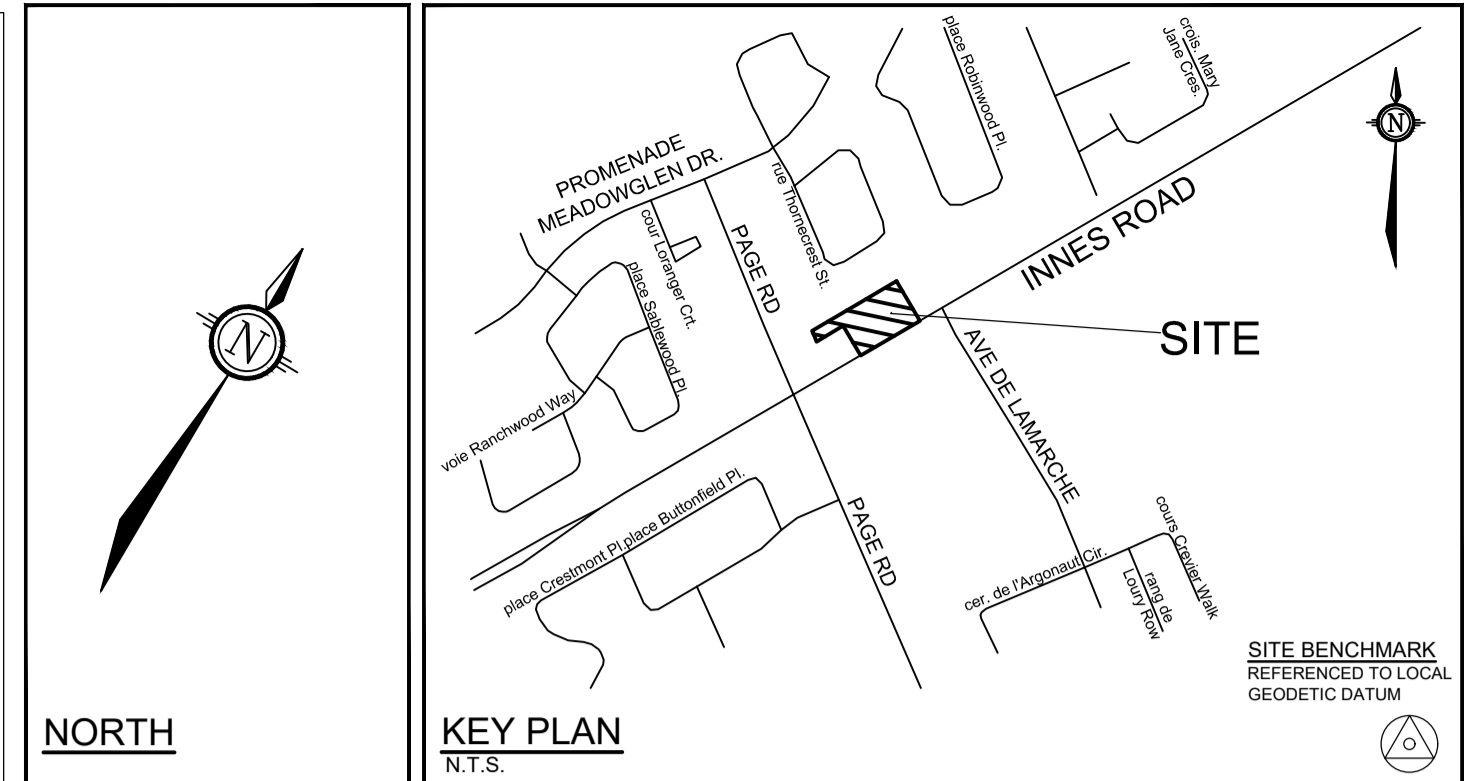 N
NORTH
place Robinwood Pl.
crois. Mary
Jane Cres.
N
PROMENADE
MEADOWGLEN DR.
rue Thornecrest St.
cour Loranger Crt.
PAGE RD
INNES ROAD
place Sablewood Pl.
SITE
AVE DE LAMARCHE
voie Ranchwood Way
place Buttonfield Pl.
place Crestmont Pl.
PAGE RD
cours Crevier Walk
cer. de l'Argonaut Cir.
rang de
Loury Row
SITE BENCHMARK
REFERENCED TO LOCAL
GEODETIC DATUM
KEY PLAN
N.T.S.